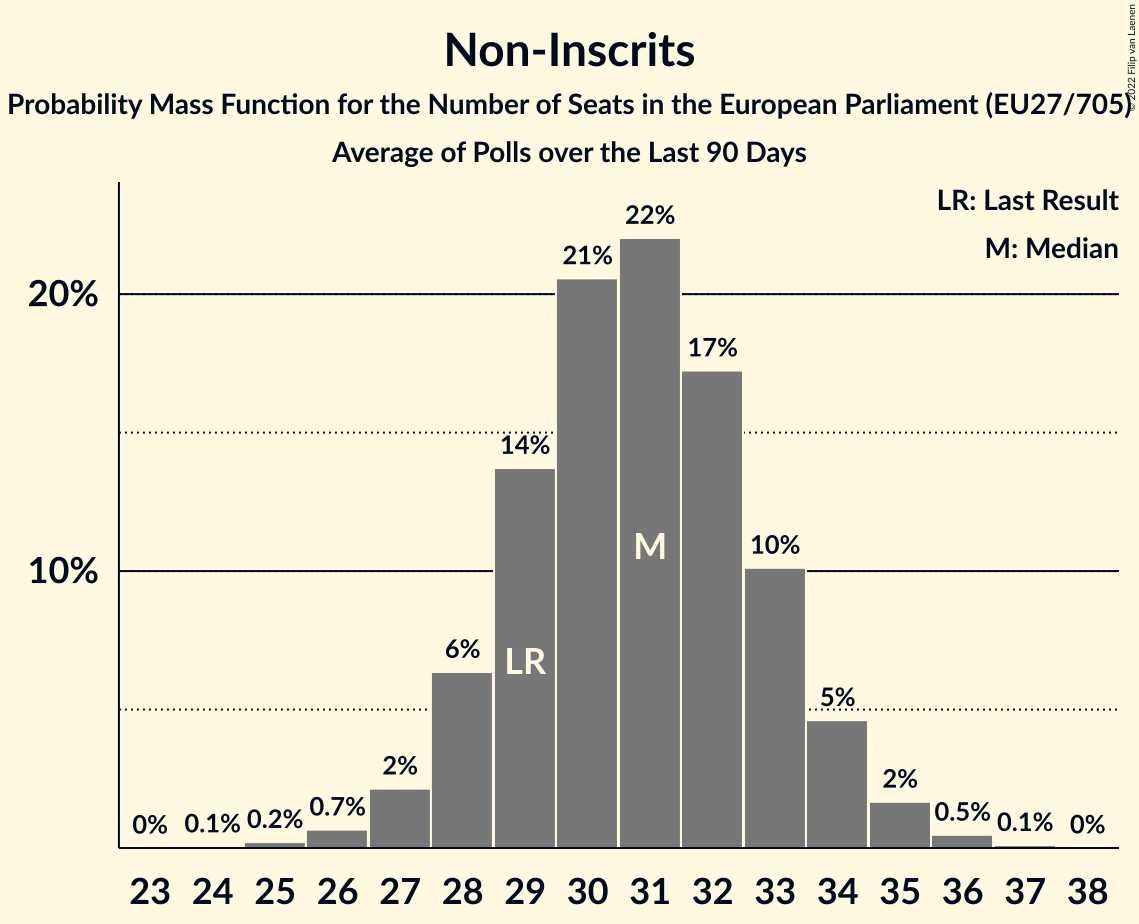 Non-Inscrits
© 2022 Filip van Laenen
Probability Mass Function for the Number of Seats in the European Parliament (EU27/705)
Average of Polls over the Last 90 Days
LR: Last Result
M: Median
20%
10%
0% 0.1% 0.2% 0.7% 2% 6% 14% 21% 22% 17% 10% 5% 2% 0.5% 0.1% 0%
LR M
23 24 25 26 27 28 29 30 31 32 33 34 35 36 37 38